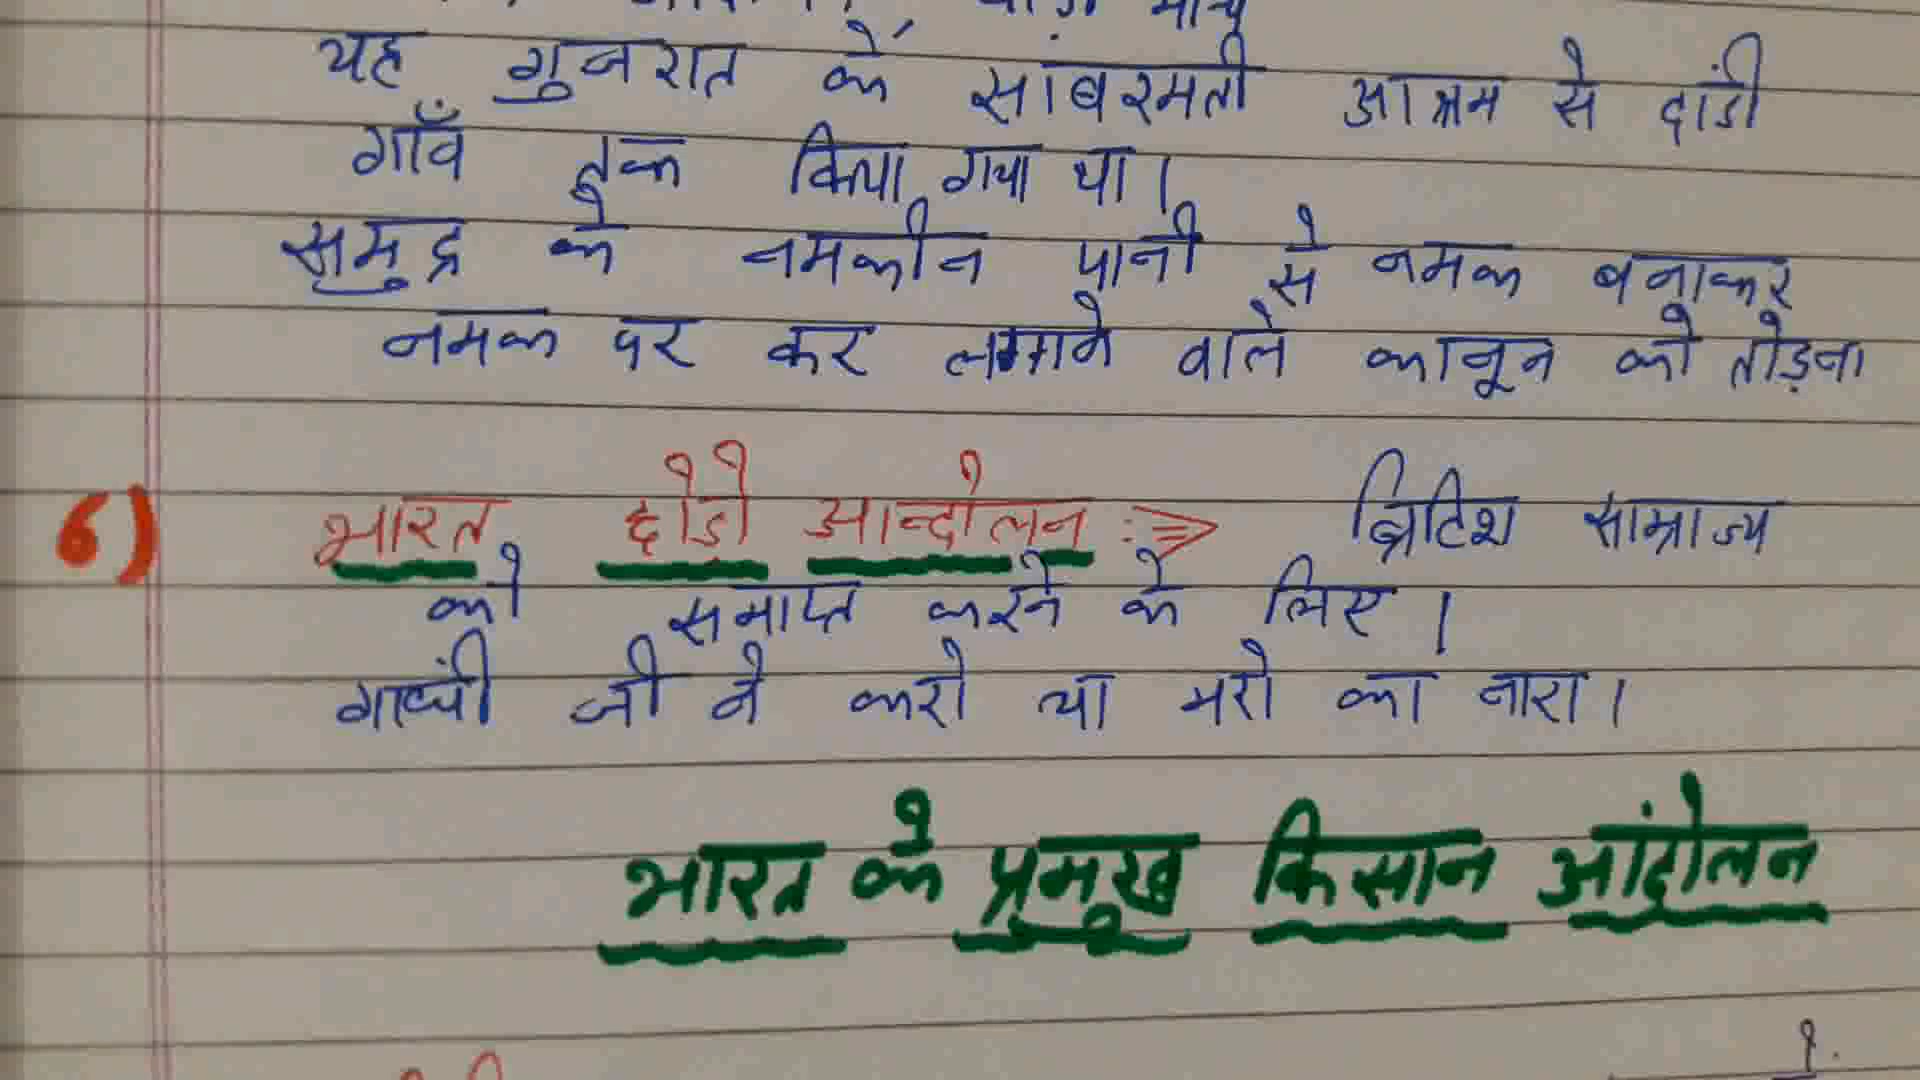 यह गुजरात के सांबरमती आश्रम से दांडी
गाँव तक किया गया था।
समुद्र के नमकीन पानी से नमक बनाकर
नमक पर कर लगाने वाले कानून को तोड़ना
6) भारत छोडो आन्दोलन :⇒ ब्रिटिश साम्राज्य
को समाप्त करने के लिए।
गान्धीं जी ने करो या मरो का नारा।
भारत के प्रमुख किसान आंदोलन